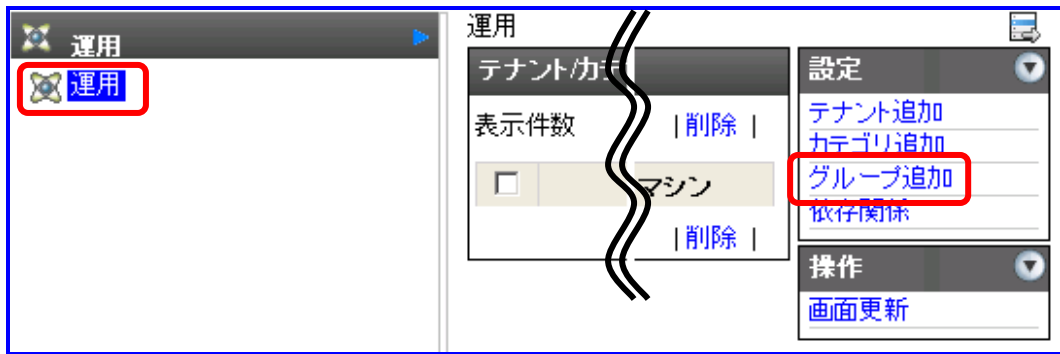 運用
運用
運用
テナント/カテ
表示件数 |削除 |
マシン
|削除 |
設定
テナント追加
カテゴリ追加
グループ追加
依存関係
操作
画面更新